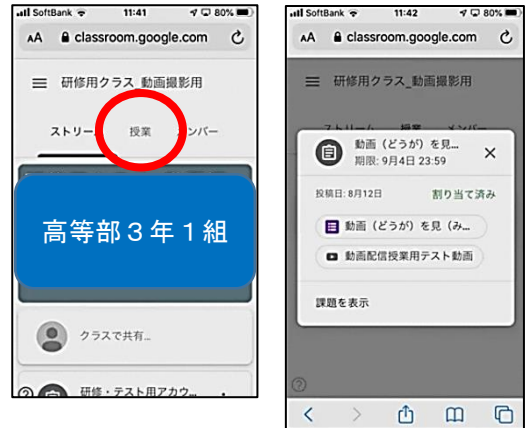 SoftBank 11:41 80%
AA classroom.google.com
研修用クラス_動画撮影用
ストリーム 授業 メンバー
高等部３年１組
クラスで共有...
研修・テスト用アカウ...
SoftBank 11:42 80%
AA classroom.google.com
研修用クラス_動画撮影用
ストリーム 授業 メンバー
動画（どうが）を見...
期限: 9月4日 23:59
投稿日: 8月12日 割り当て済み
動画（どうが）を見（み...
動画配信授業用テスト動画
課題を表示